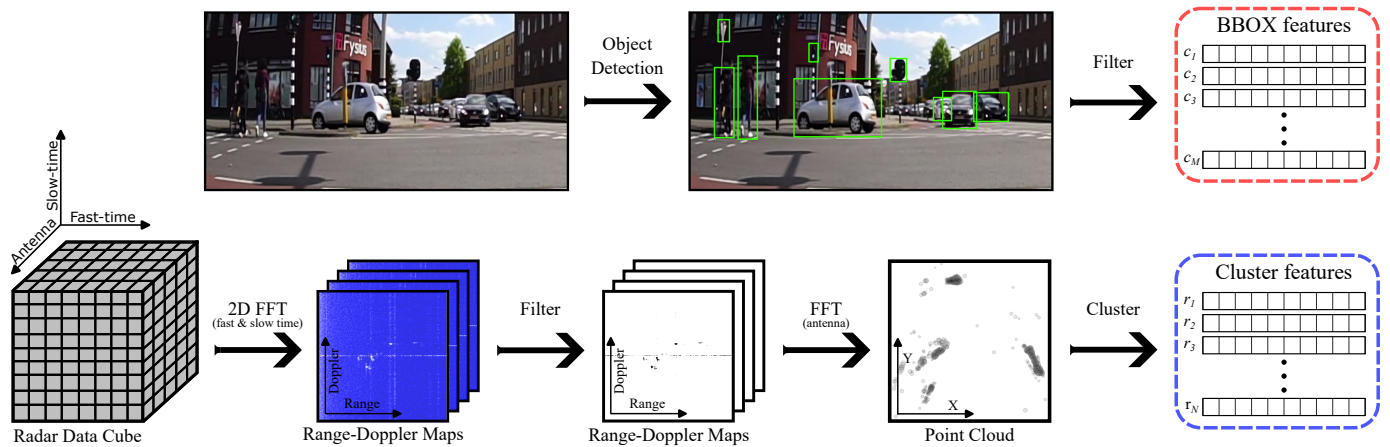 Fysius
Object
Detection
Fysius
Filter
BBOX features
c1
c2
c3
cM
Slow-time
Fast-time
Antenna
Radar Data Cube
2D FFT
(fast & slow time)
Doppler
Range
Range-Doppler Maps
Filter
Doppler
Range
Range-Doppler Maps
FFT
(antenna)
Y
X
Point Cloud
Cluster
Cluster features
r1
r2
r3
rN